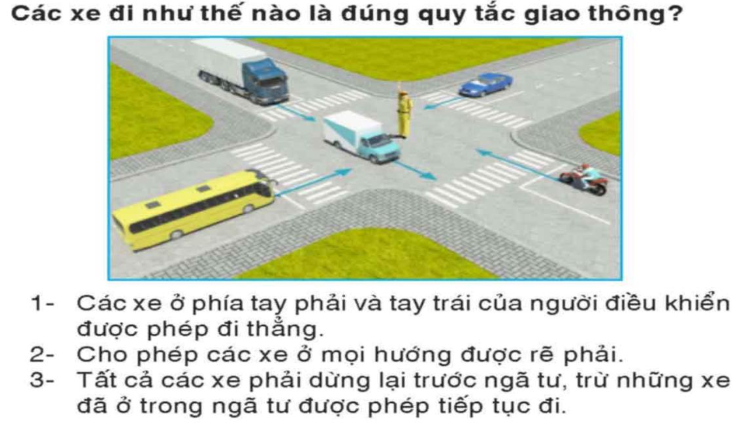 Các xe đi như thế nào là đúng quy tắc giao thông?
1- Các xe ở phía tay phải và tay trái của người điều khiển
được phép đi thẳng.
2- Cho phép các xe ở mọi hướng được rẽ phải.
3- Tất cả các xe phải dừng lại trước ngã tư, trừ những xe
đã ở trong ngã tư được phép tiếp tục đi.